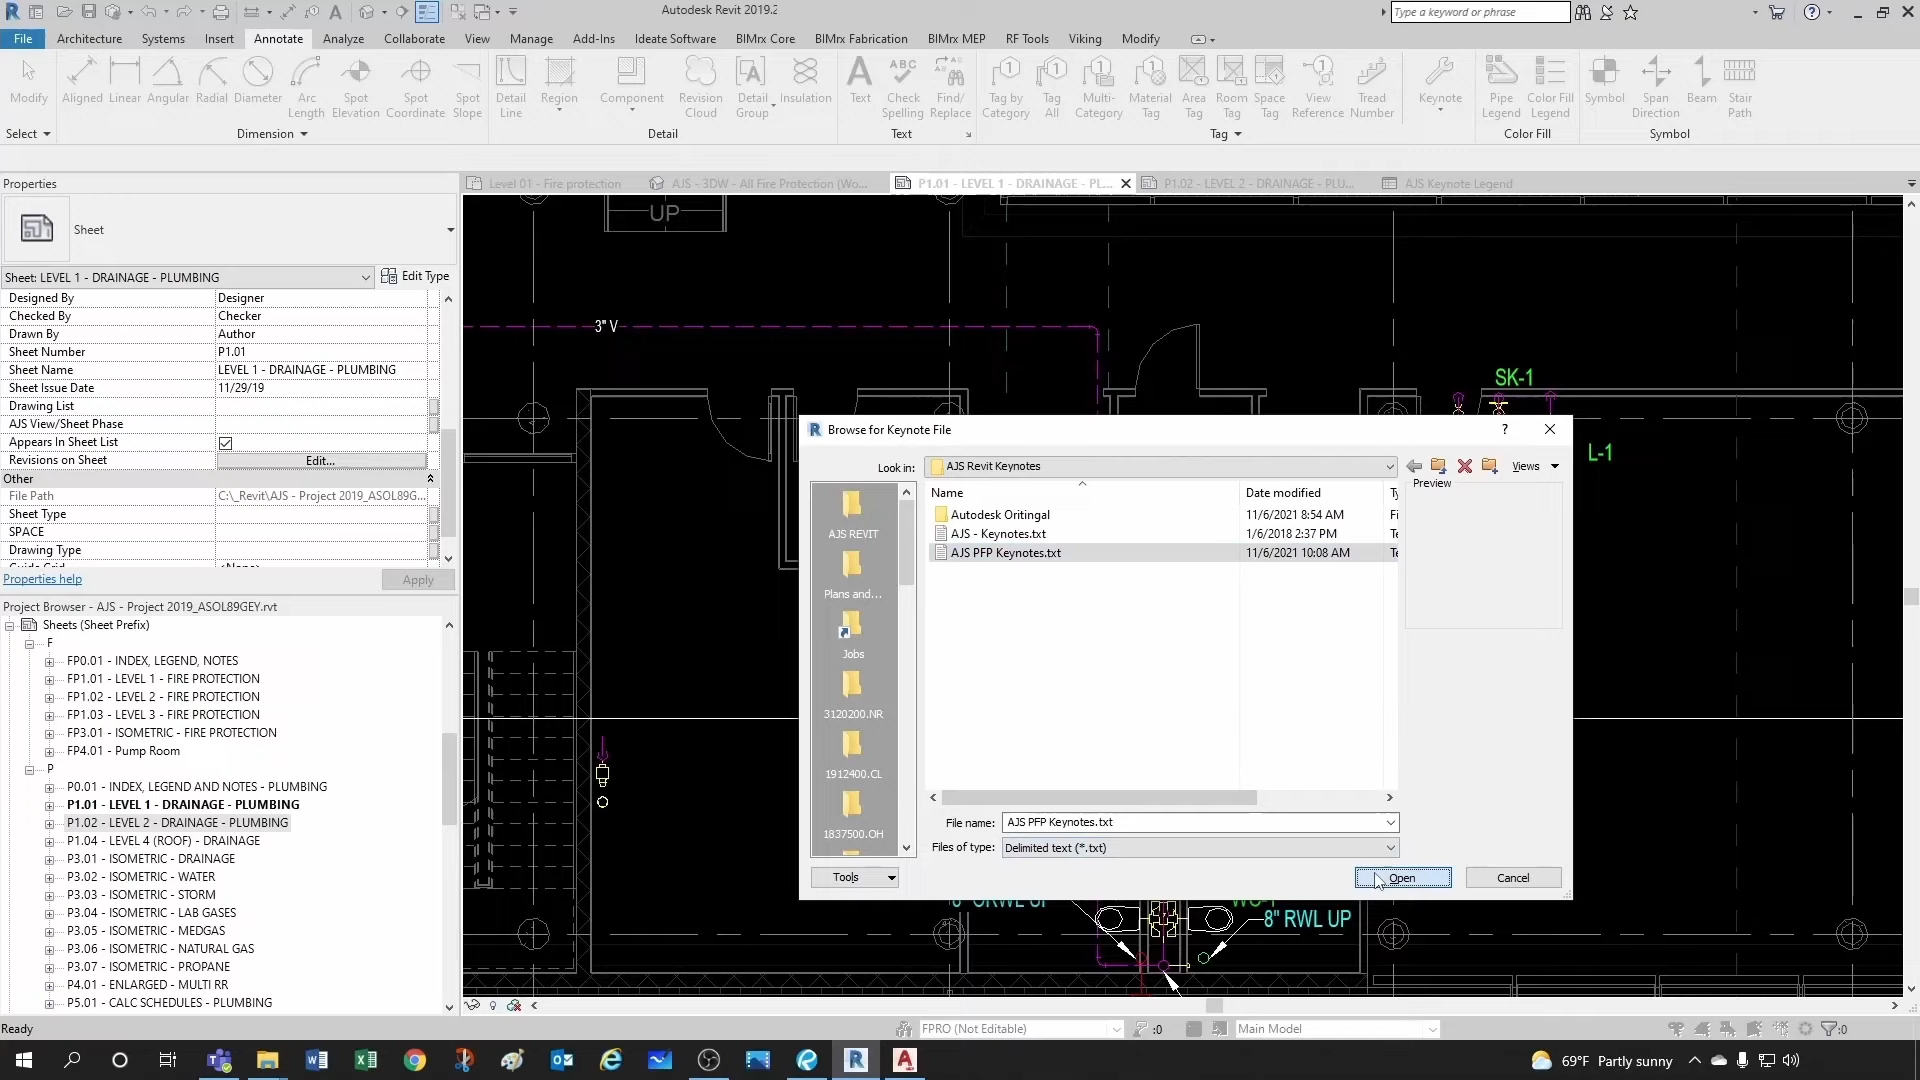 Autodesk Revit 2019.2
Type a keyword or phrase
File Architecture Systems Insert Annotate Analyze Collaborate View Manage Add-Ins Ideate Software BIMrx Core BIMrx Fabrication BIMrx MEP RF Tools Viking Modify
Modify Aligned Linear Angular Radial Diameter Arc Length Spot Elevation Spot Coordinate Spot Slope Detail Line Region Component Revision Cloud Detail Group Insulation Text Check Spelling Find/ Replace Tag by Category Tag All Multi- Category Material Tag Area Tag Room Tag Space Tag View Reference Tread Number Keynote Pipe Legend Color Fill Legend Symbol Span Direction Beam Stair Path
Select Dimension Detail Text Tag Color Fill Symbol
Properties
Level 01 - Fire protection
AJS - 3DW - All Fire Protection (Wo...
P1.01 - LEVEL 1 - DRAINAGE - PL...
P1.02 - LEVEL 2 - DRAINAGE - PLU...
AJS Keynote Legend
Sheet
Sheet: LEVEL 1 - DRAINAGE - PLUMBING
Edit Type
Designed By Designer
Checked By Checker
Drawn By Author
Sheet Number P1.01
Sheet Name LEVEL 1 - DRAINAGE - PLUMBING
Sheet Issue Date 11/29/19
Drawing List
AJS View/Sheet Phase
Appears In Sheet List
Revisions on Sheet Edit...
Other
File Path C:\_Revit\AJS - Project 2019_ASOL89G...
Sheet Type
SPACE
Drawing Type
Properties help
Apply
Project Browser - AJS - Project 2019_ASOL89GEY.rvt
Sheets (Sheet Prefix)
F
FP0.01 - INDEX, LEGEND, NOTES
FP1.01 - LEVEL 1 - FIRE PROTECTION
FP1.02 - LEVEL 2 - FIRE PROTECTION
FP1.03 - LEVEL 3 - FIRE PROTECTION
FP3.01 - ISOMETRIC - FIRE PROTECTION
FP4.01 - Pump Room
P
P0.01 - INDEX, LEGEND AND NOTES - PLUMBING
P1.01 - LEVEL 1 - DRAINAGE - PLUMBING
P1.02 - LEVEL 2 - DRAINAGE - PLUMBING
P1.04 - LEVEL 4 (ROOF) - DRAINAGE
P3.01 - ISOMETRIC - DRAINAGE
P3.02 - ISOMETRIC - WATER
P3.03 - ISOMETRIC - STORM
P3.04 - ISOMETRIC - LAB GASES
P3.05 - ISOMETRIC - MEDGAS
P3.06 - ISOMETRIC - NATURAL GAS
P3.07 - ISOMETRIC - PROPANE
P4.01 - ENLARGED - MULTI RR
P5.01 - CALC SCHEDULES - PLUMBING
UP
3" V
SK-1
L-1
8" RWL UP
Browse for Keynote File
?
Look in: AJS Revit Keynotes
Views
Preview
Name Date modified Ty
Autodesk Oritingal 11/6/2021 8:54 AM Fi
AJS - Keynotes.txt 1/6/2018 2:37 PM Te
AJS PFP Keynotes.txt 11/6/2021 10:08 AM Te
AJS REVIT
Plans and...
Jobs
3120200.NR
1912400.CL
1837500.OH
File name: AJS PFP Keynotes.txt
Files of type: Delimited text (*.txt)
Tools
Open
Cancel
Ready
FPRO (Not Editable)
:0
Main Model
:0
69°F Partly sunny